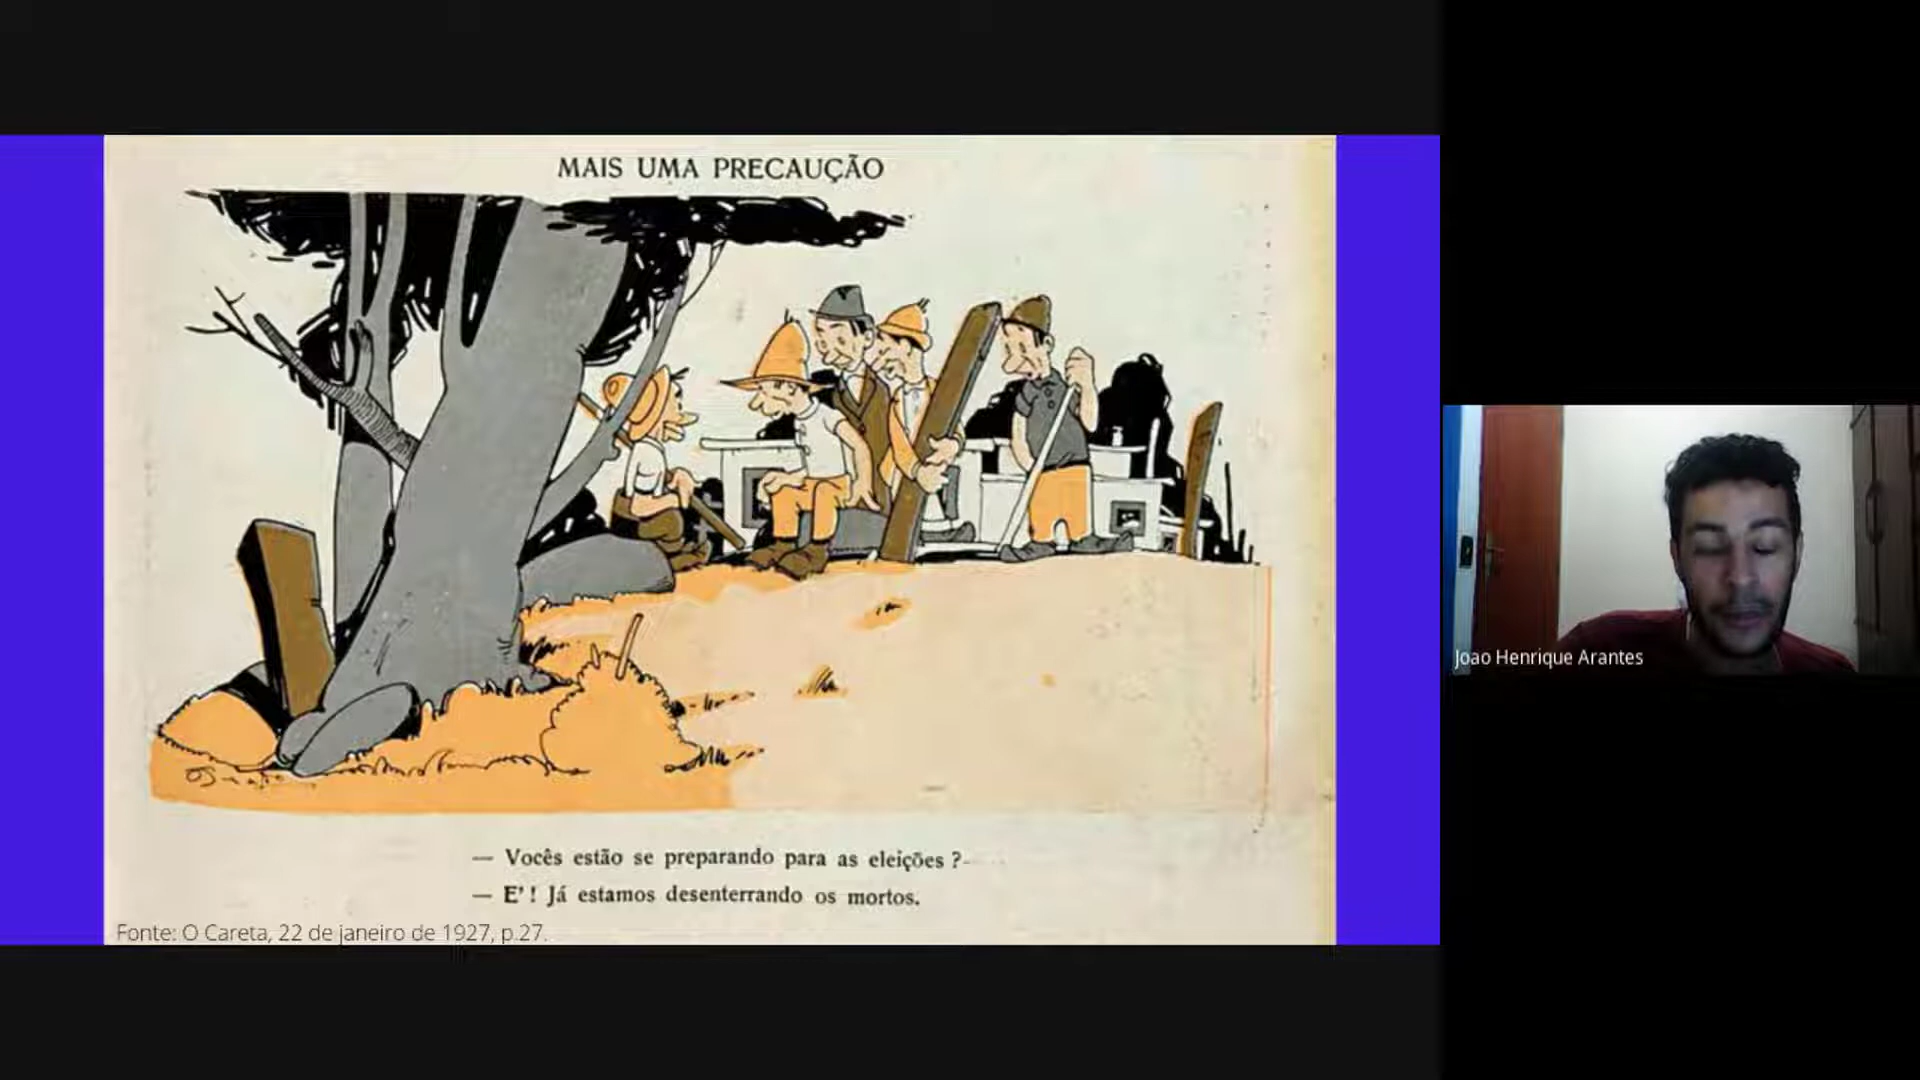 MAIS UMA PRECAUÇÃO
— Vocês estão se preparando para as eleições ?
— E' ! Já estamos desenterrando os mortos.
Fonte: O Careta, 22 de janeiro de 1927, p.27.
Joao Henrique Arantes